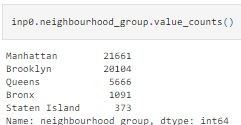 inp0.neighbourhood_group.value_counts()
Manhattan 21661
Brooklyn 20104
Queens 5666
Bronx 1091
Staten Island 373
Name: neighbourhood_group, dtype: int64